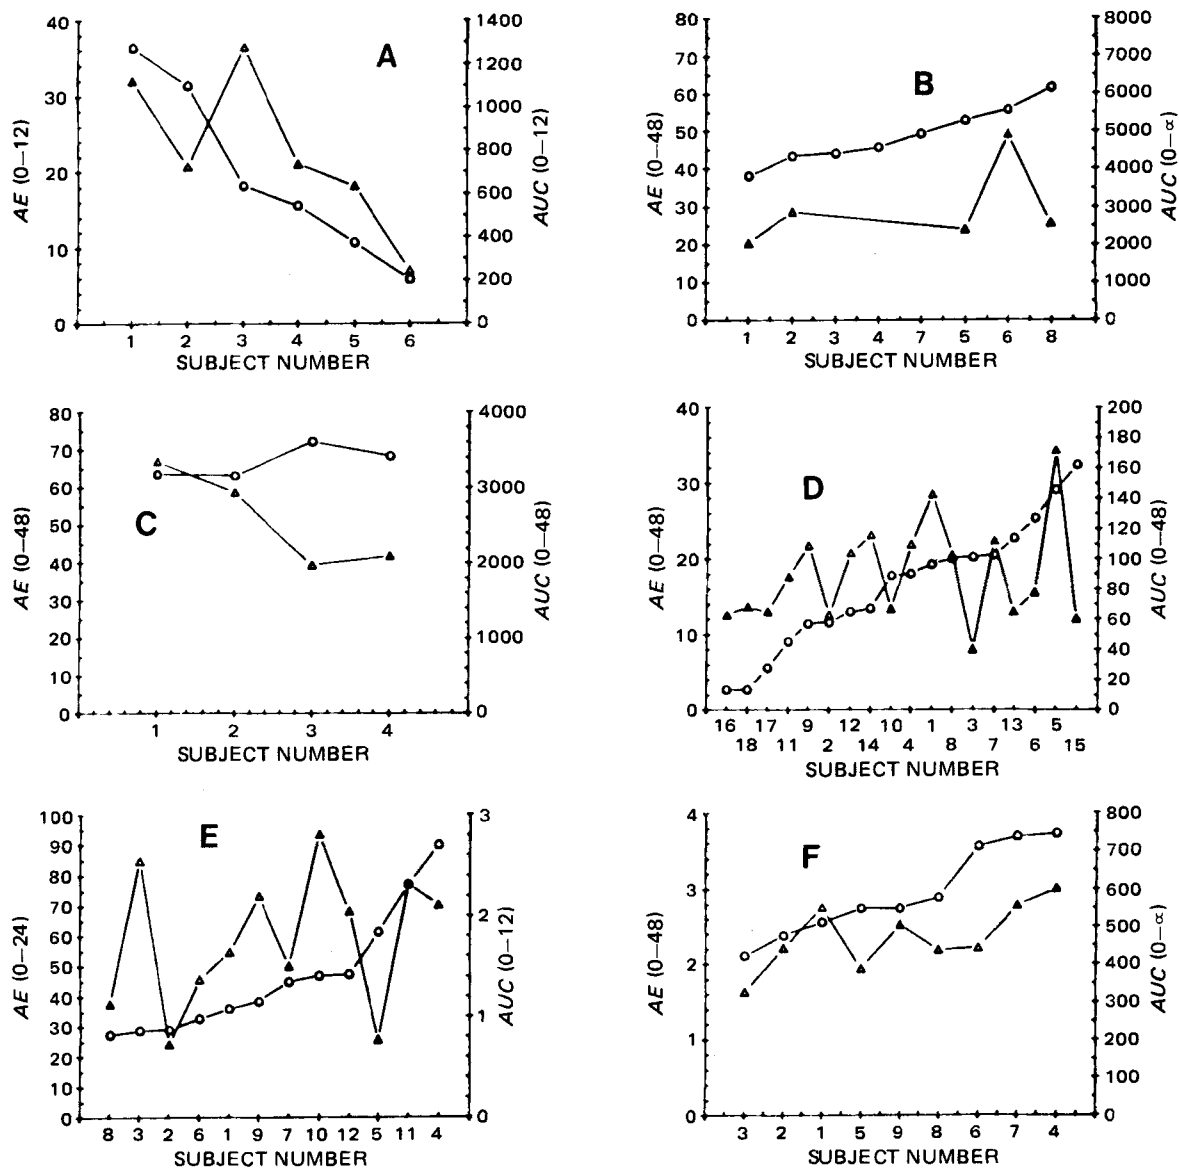 A
AE (0–12)
40
30
20
10
0
1400
1200
1000
800
600
400
200
0
AUC (0–12)
1 2 3 4 5 6
SUBJECT NUMBER
B
AE (0–48)
80
70
60
50
40
30
20
10
0
8000
7000
6000
5000
4000
3000
2000
1000
0
AUC (0–α)
1 2 3 4 7 5 6 8
SUBJECT NUMBER
C
AE (0–48)
80
70
60
50
40
30
20
10
0
4000
3000
2000
1000
0
AUC (0–48)
1 2 3 4
SUBJECT NUMBER
D
AE (0–48)
40
30
20
10
0
200
180
160
140
120
100
80
60
40
20
0
AUC (0–48)
16 17 9 12 10 1 3 13 5
18 11 2 14 4 8 7 6 15
SUBJECT NUMBER
E
AE (0–24)
100
90
80
70
60
50
40
30
20
10
0
3
2
1
0
AUC (0–12)
8 3 2 6 1 9 7 10 12 5 11 4
SUBJECT NUMBER
F
AE (0–48)
4
3
2
1
0
800
700
600
500
400
300
200
100
0
AUC (0–α)
3 2 1 5 9 8 6 7 4
SUBJECT NUMBER